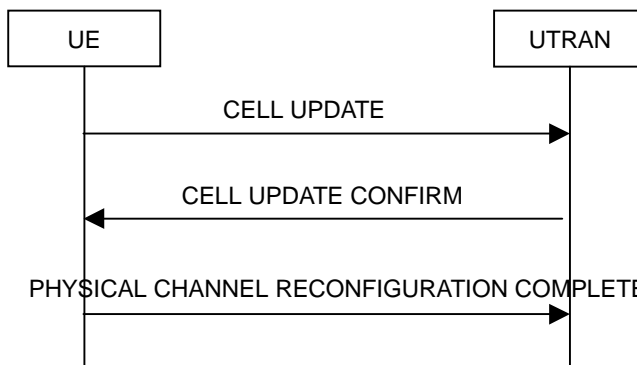 UE
UTRAN
CELL UPDATE
CELL UPDATE CONFIRM
PHYSICAL CHANNEL RECONFIGURATION COMPLETE